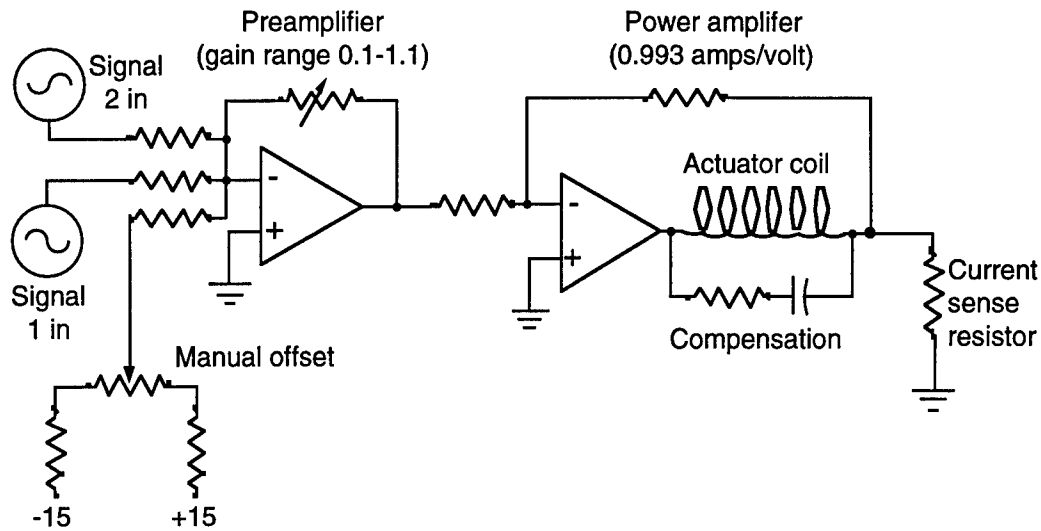 Preamplifier
(gain range 0.1-1.1)
Power amplifer
(0.993 amps/volt)
Signal
2 in
Actuator coil
-
+
-
+
Signal
1 in
Current
sense
resistor
Compensation
Manual offset
-15
+15